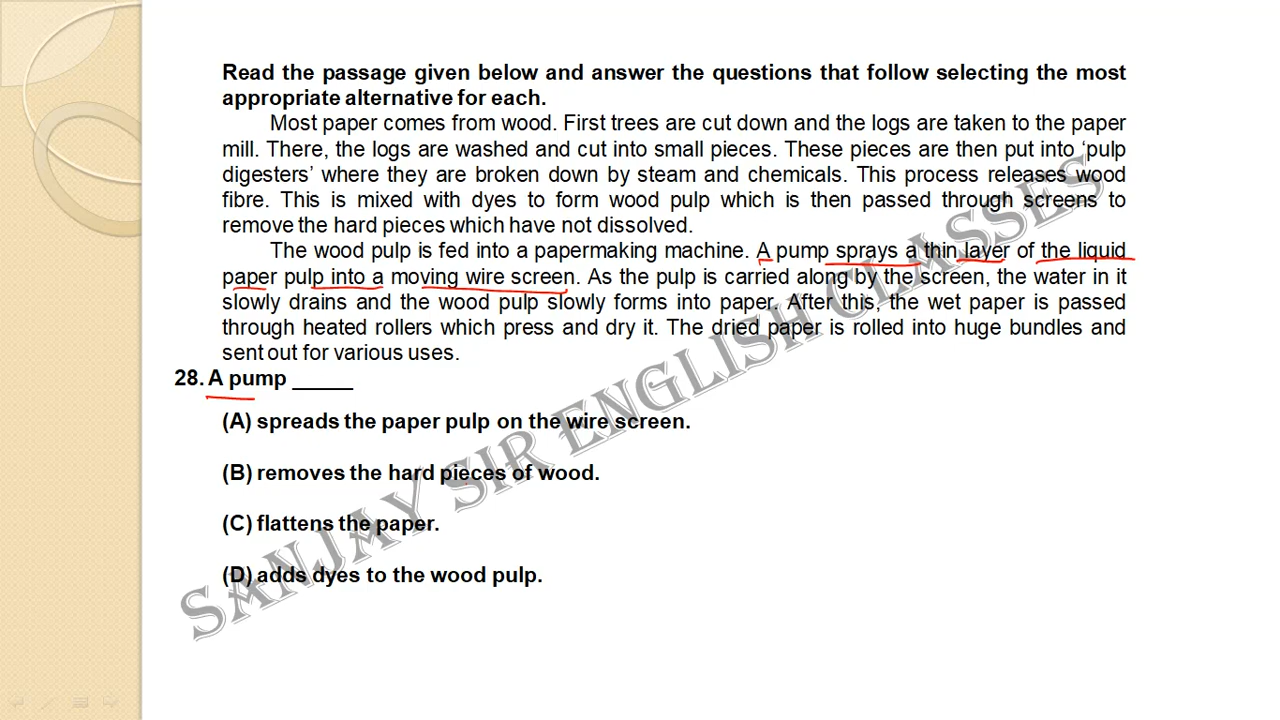 Read the passage given below and answer the questions that follow selecting the most
appropriate alternative for each.
Most paper comes from wood. First trees are cut down and the logs are taken to the paper
mill. There, the logs are washed and cut into small pieces. These pieces are then put into ‘pulp
digesters’ where they are broken down by steam and chemicals. This process releases wood
fibre. This is mixed with dyes to form wood pulp which is then passed through screens to
remove the hard pieces which have not dissolved.
The wood pulp is fed into a papermaking machine. A pump sprays a thin layer of the liquid
paper pulp into a moving wire screen. As the pulp is carried along by the screen, the water in it
slowly drains and the wood pulp slowly forms into paper. After this, the wet paper is passed
through heated rollers which press and dry it. The dried paper is rolled into huge bundles and
sent out for various uses.
28. A pump _____
(A) spreads the paper pulp on the wire screen.
(B) removes the hard pieces of wood.
(C) flattens the paper.
(D) adds dyes to the wood pulp.
SANJAY SIR ENGLISH CLASSES